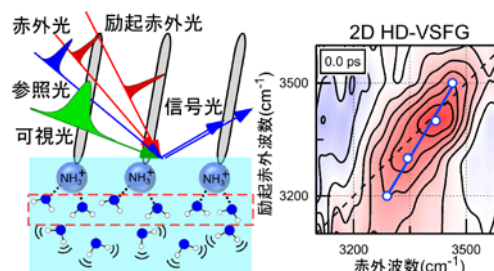 赤外光
励起赤外光
参照光
可視光
信号光
NH3+
NH3+
NH3+
2D HD-VSFG
0.0 ps
励起赤外波数(cm-1)
3500
3200
3200
3500
赤外波数(cm-1)